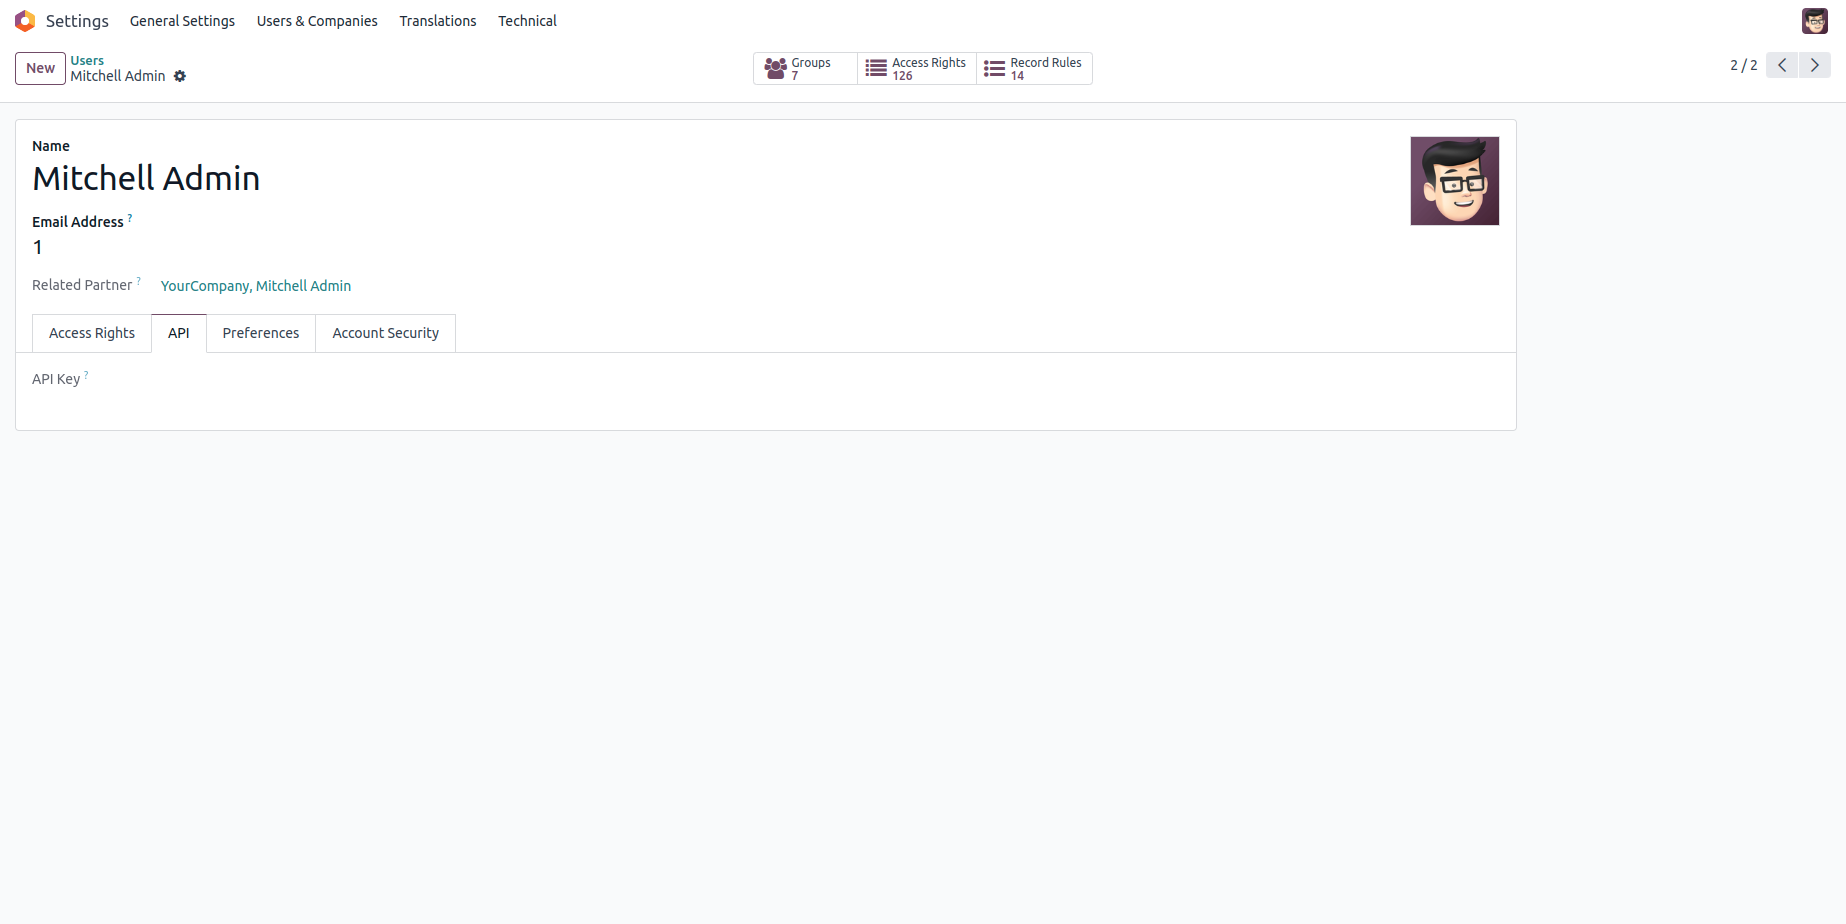 Settings General Settings Users & Companies Translations Technical
New Users Groups Access Rights Record Rules 2 / 2
Mitchell Admin 7 126 14
Name
Mitchell Admin
Email Address ?
1
Related Partner ? YourCompany, Mitchell Admin
Access Rights API Preferences Account Security
API Key ?